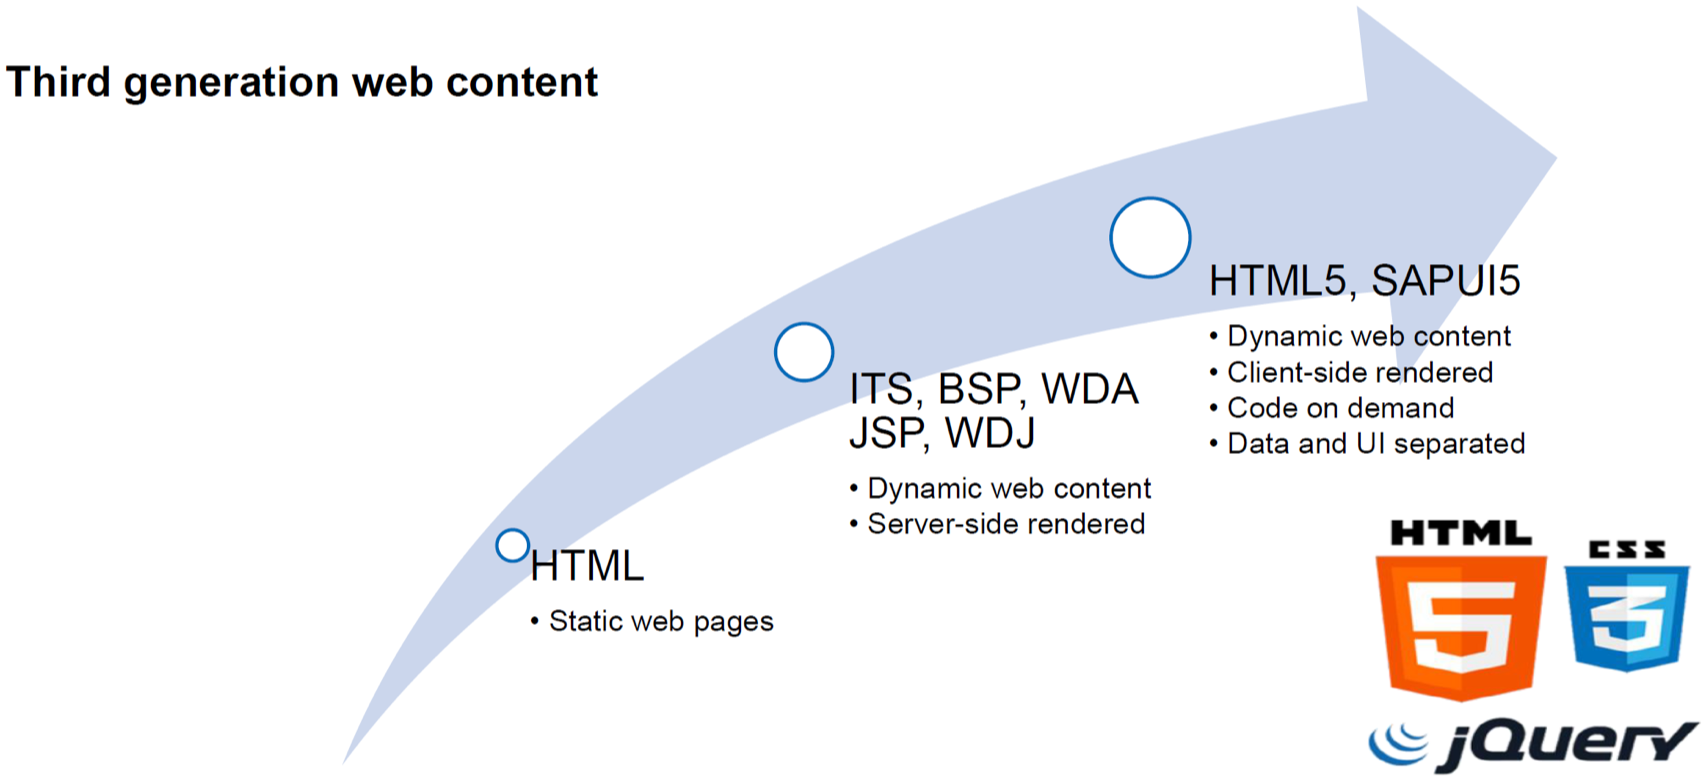 Third generation web content
HTML5, SAPUI5
• Dynamic web content
• Client-side rendered
• Code on demand
• Data and UI separated
ITS, BSP, WDA
JSP, WDJ
• Dynamic web content
• Server-side rendered
HTML
• Static web pages
HTML
5
CSS
3
jQuery